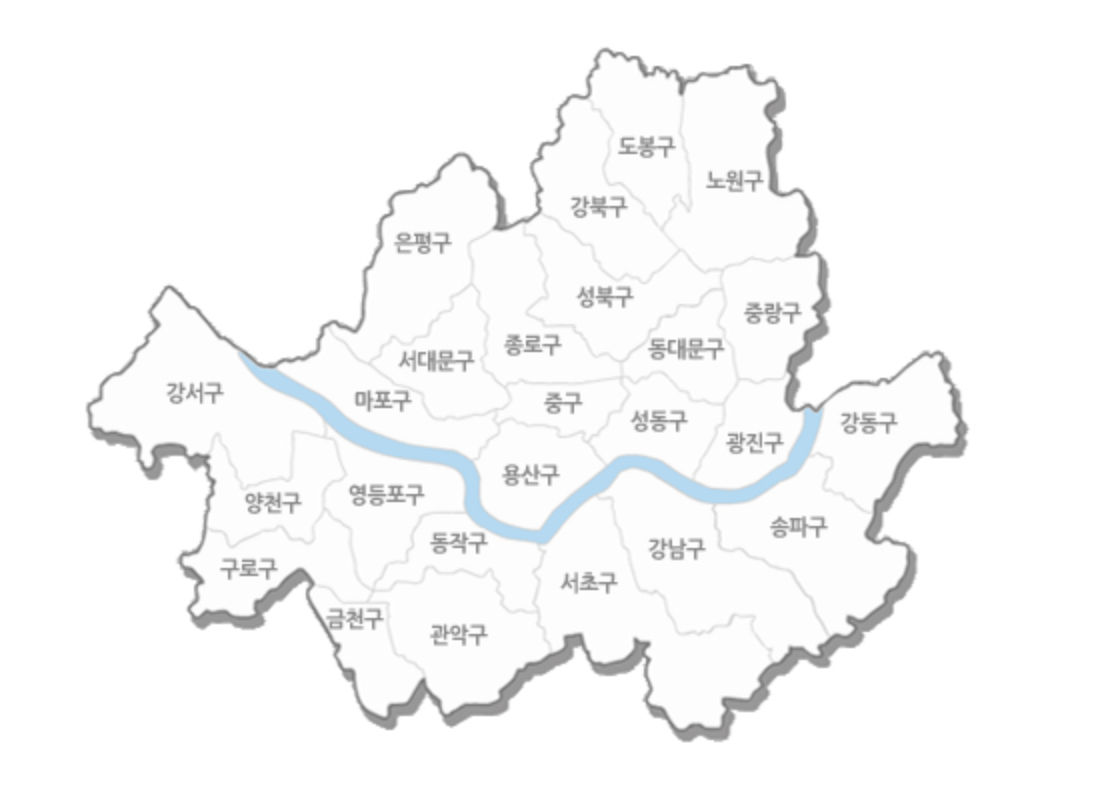 도봉구
노원구
강북구
은평구
성북구
중랑구
종로구
동대문구
서대문구
강서구
마포구
중구
성동구
강동구
광진구
용산구
영등포구
양천구
송파구
동작구
강남구
구로구
서초구
금천구
관악구